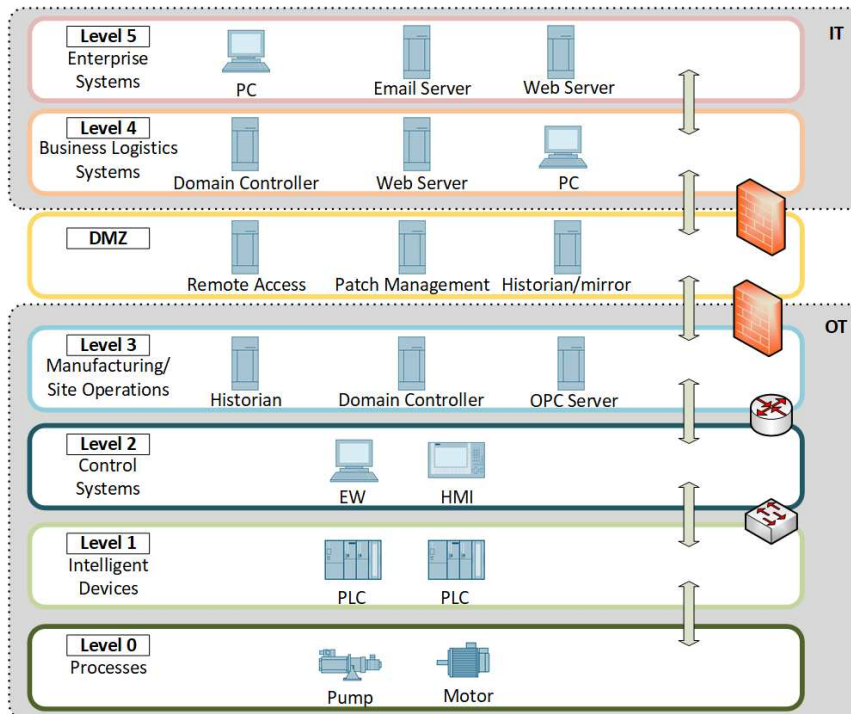 IT
Level 5
Enterprise
Systems
PC
Email Server
Web Server
Level 4
Business Logistics
Systems
Domain Controller
Web Server
PC
DMZ
Remote Access
Patch Management
Historian/mirror
OT
Level 3
Manufacturing/
Site Operations
Historian
Domain Controller
OPC Server
Level 2
Control
Systems
EW
HMI
Level 1
Intelligent
Devices
PLC
PLC
Level 0
Processes
Pump
Motor